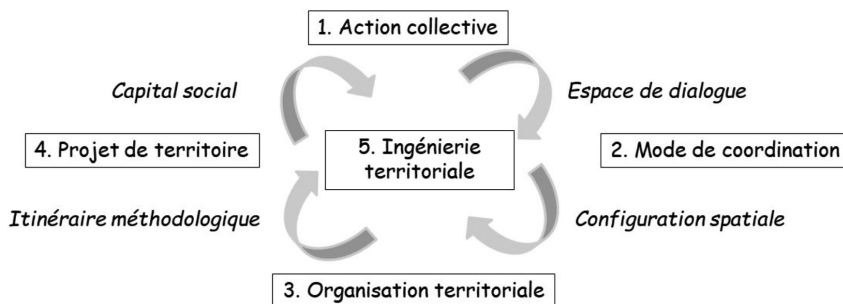 1. Action collective
Capital social
Espace de dialogue
4. Projet de territoire
5. Ingénierie
territoriale
2. Mode de coordination
Itinéraire méthodologique
Configuration spatiale
3. Organisation territoriale